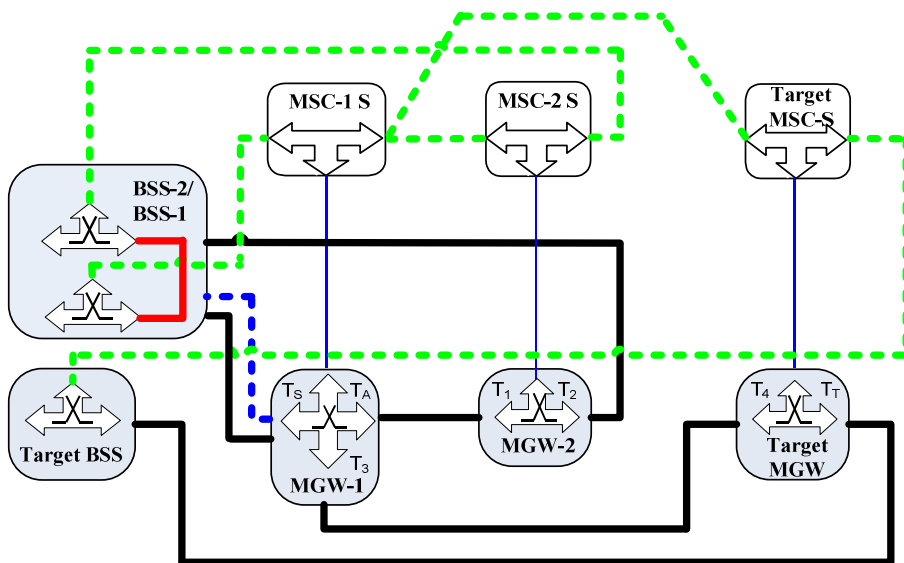 MSC-1 S
MSC-2 S
Target
MSC-S
BSS-2/
BSS-1
TS
TA
T3
MGW-1
T1
T2
MGW-2
T4
TT
Target
MGW
Target BSS